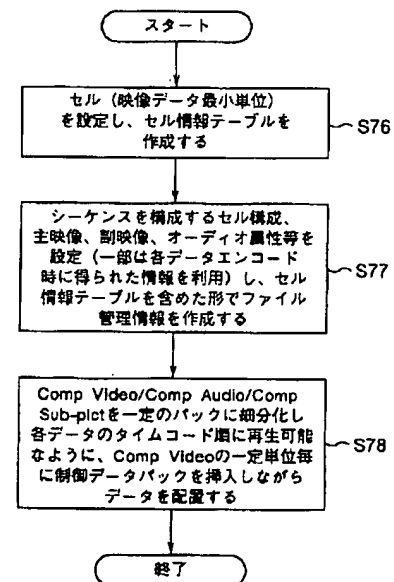 スタート
セル（映像データ最小単位）
を設定し、セル情報テーブルを
作成する
S76
シーケンスを構成するセル構成、
主映像、副映像、オーディオ属性等を
設定（一部は各データエンコード
時に得られた情報を利用）し、セル
情報テーブルを含めた形でファイル
管理情報を作成する
S77
Comp Video/Comp Audio/Comp
Sub-pictを一定のパックに細分化し
各データのタイムコード順に再生可能
なように、Comp Videoの一定単位毎
に制御データパックを挿入しながら
データを配置する
S78
終了